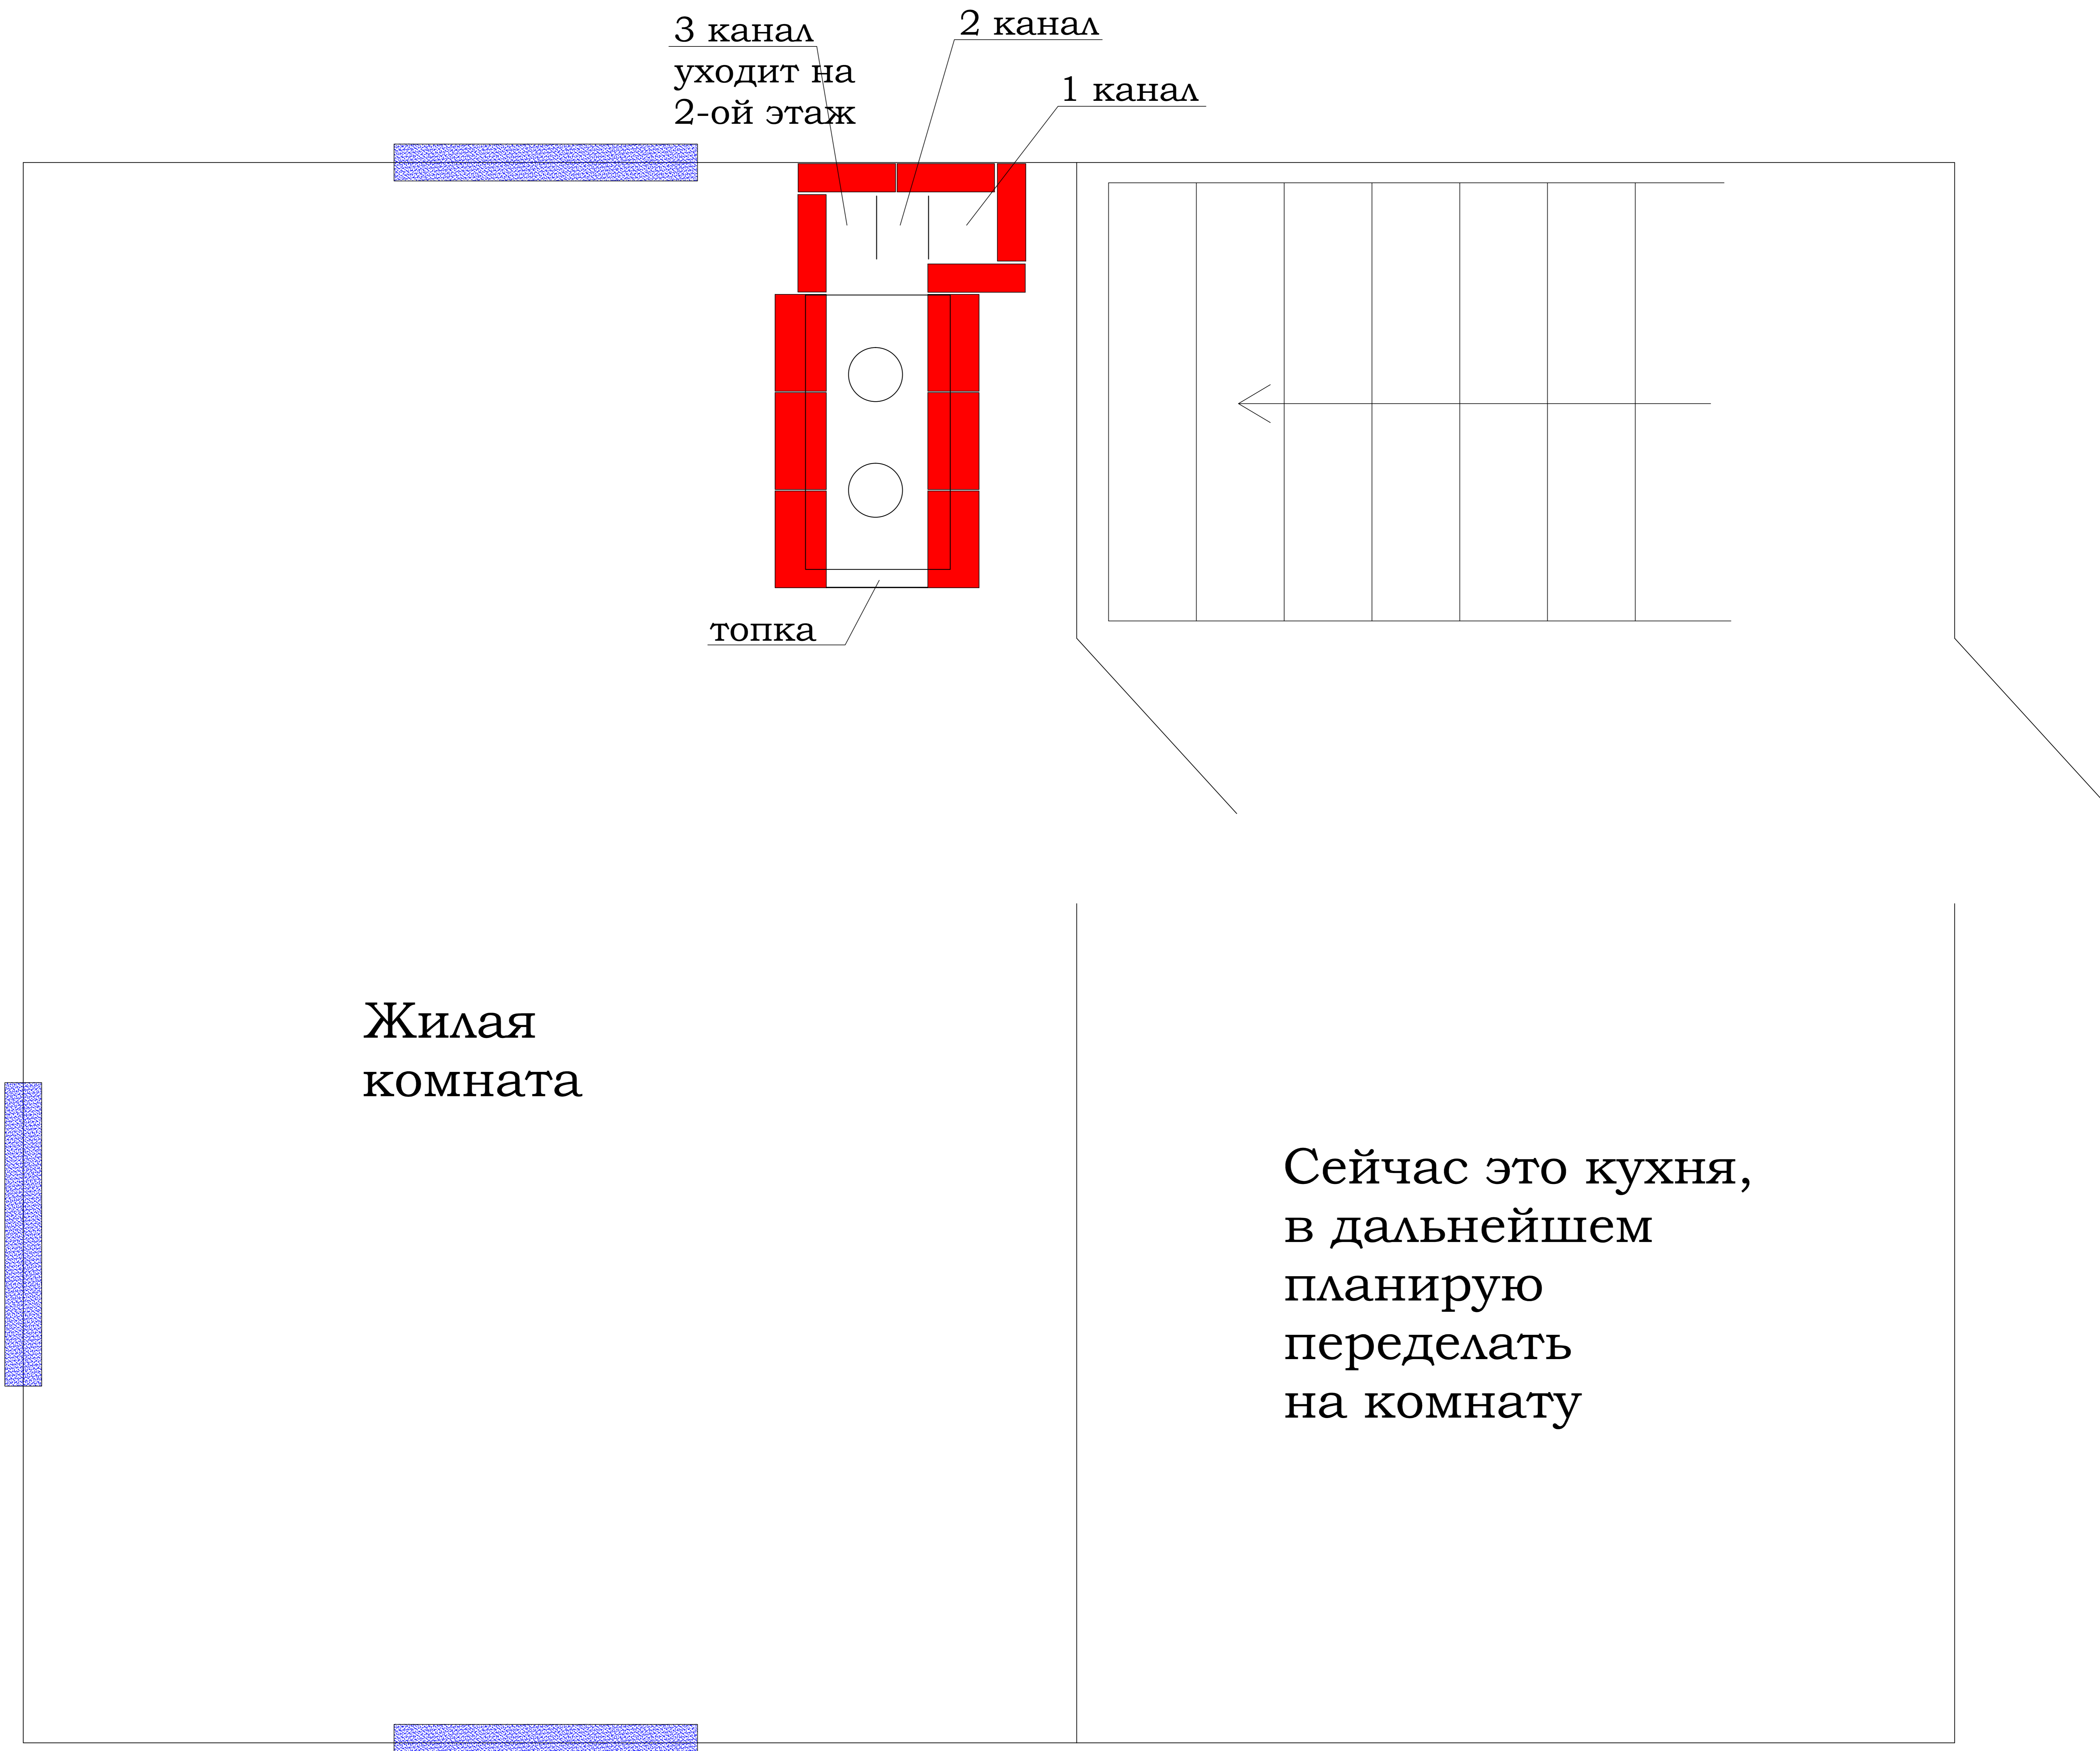 3 канал
уходит на
2-ой этаж
2 канал
1 канал
топка
Жилая
комната
Сейчас это кухня,
в дальнейшем
планирую
переделать
на комнату